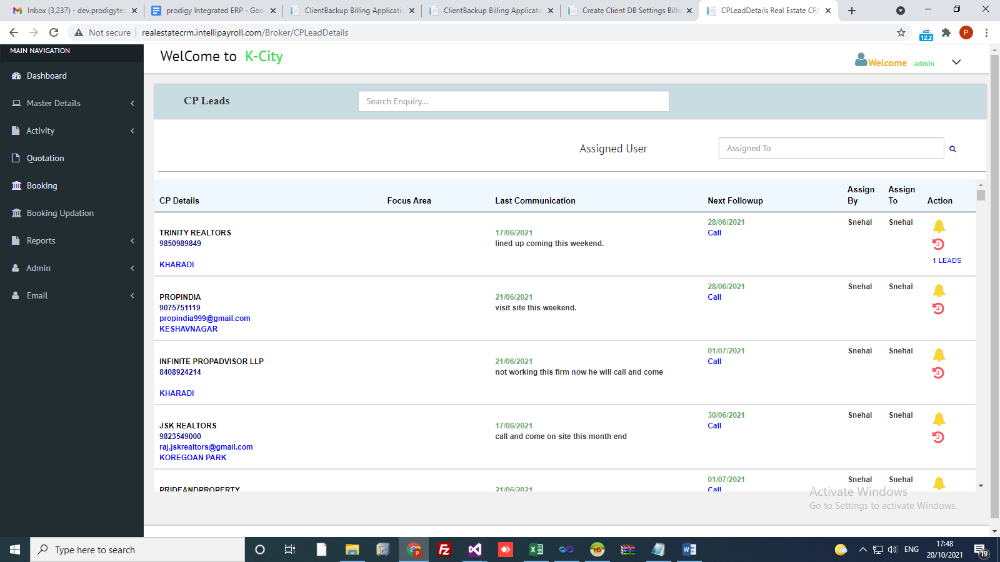 Inbox (3,237) - dev.prodigytec
prodigy Integrated ERP - Goo
ClientBackup Billing Applicatio
ClientBackup Billing Applicatio
Create Client DB Settings Billin
CPLeadDetails Real Estate CRM
Not secure
realestatecrm.intellipayroll.com/Broker/CPLeadDetails
12.2
P
MAIN NAVIGATION
Dashboard
Master Details
Activity
Quotation
Booking
Booking Updation
Reports
Admin
Email
WelCome to K-City
Welcome admin
CP Leads
Search Enquiry...
Assigned User
Assigned To
CP Details
Focus Area
Last Communication
Next Followup
Assign By
Assign To
Action
TRINITY REALTORS
9850989849
KHARADI
17/06/2021
lined up coming this weekend.
28/06/2021
Call
Snehal
Snehal
1 LEADS
PROPINDIA
9075751119
propindia999@gmail.com
KESHAVNAGAR
21/06/2021
visit site this weekend.
28/06/2021
Call
Snehal
Snehal
INFINITE PROPADVISOR LLP
8408924214
KHARADI
21/06/2021
not working this firm now he will call and come
01/07/2021
Call
Snehal
Snehal
JSK REALTORS
9823549000
raj.jskrealtors@gmail.com
KOREGOAN PARK
17/06/2021
call and come on site this month end
30/06/2021
Call
Snehal
Snehal
PRIDEANDPROPERTY
21/06/2021
01/07/2021
Call
Snehal
Snehal
Activate Windows
Go to Settings to activate Windows.
Type here to search
P
Fz
HS
ENG
17:48
20/10/2021
19